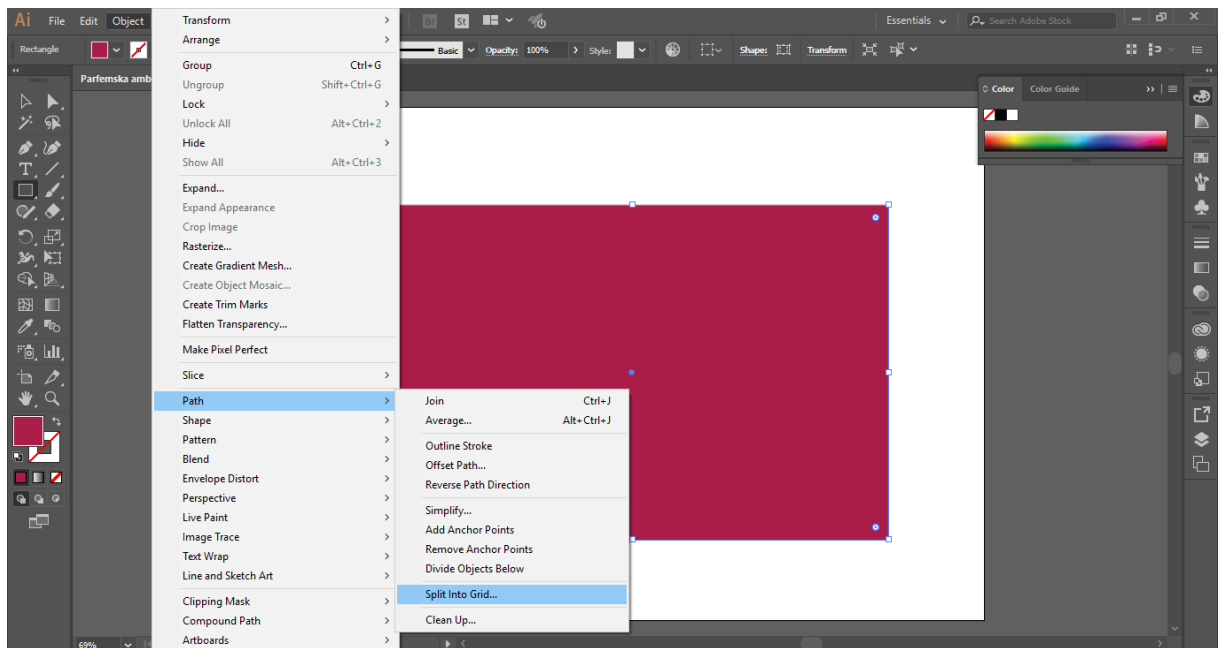 Ai File Edit Object Br St Essentials Search Adobe Stock
Rectangle Basic Opacity: 100% Style: Shape: Transform
Parfemska amb
Transform
Arrange
Group Ctrl+G
Ungroup Shift+Ctrl+G
Lock
Unlock All Alt+Ctrl+2
Hide
Show All Alt+Ctrl+3
Expand...
Expand Appearance
Crop Image
Rasterize...
Create Gradient Mesh...
Create Object Mosaic...
Create Trim Marks
Flatten Transparency...
Make Pixel Perfect
Slice
Path
Shape
Pattern
Blend
Envelope Distort
Perspective
Live Paint
Image Trace
Text Wrap
Line and Sketch Art
Clipping Mask
Compound Path
Artboards
Join Ctrl+J
Average... Alt+Ctrl+J
Outline Stroke
Offset Path...
Reverse Path Direction
Simplify...
Add Anchor Points
Remove Anchor Points
Divide Objects Below
Split Into Grid...
Clean Up...
Color Color Guide
69%